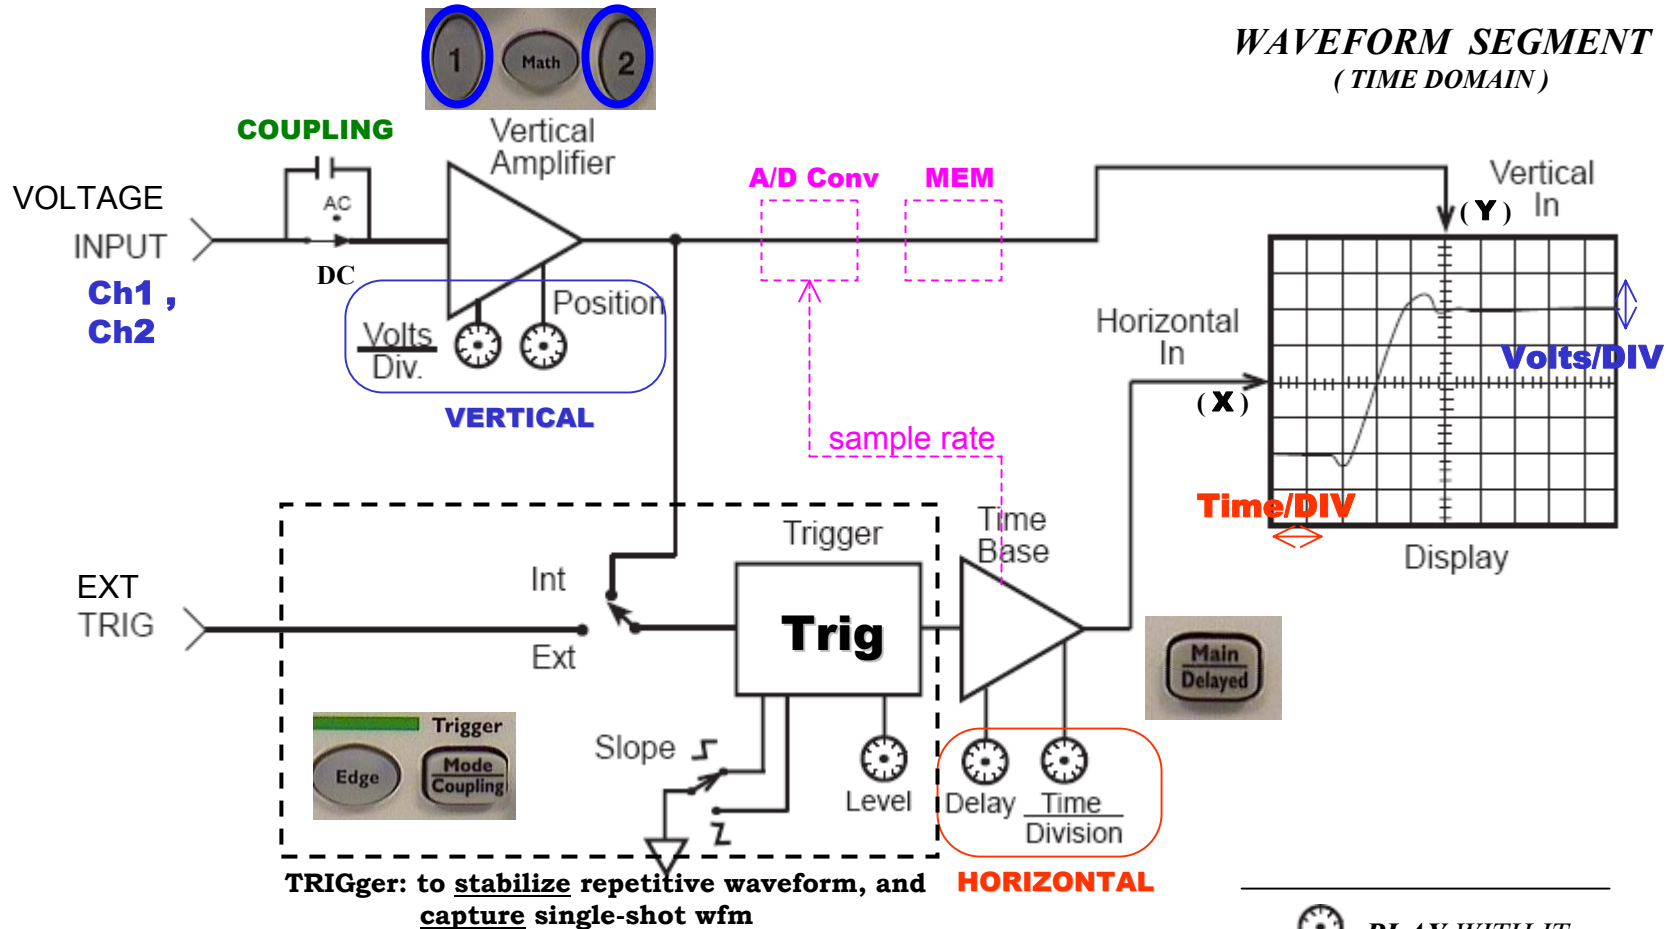 WAVEFORM SEGMENT
( TIME DOMAIN )
1
Math
2
COUPLING
Vertical
Amplifier
A/D Conv
MEM
Vertical
In
( Y )
VOLTAGE
INPUT
AC
DC
Ch1 ,
Ch2
Position
Volts
Div.
VERTICAL
Horizontal
In
( X )
Volts/DIV
sample rate
Time/DIV
Display
Trigger
Time
Base
Int
EXT
TRIG
Trig
Ext
Main
Delayed
Trigger
Edge
Mode
Coupling
Slope
Level
Delay
Time
Division
TRIGger: to stabilize repetitive waveform, and
capture single-shot wfm
HORIZONTAL
PLAY WITH IT